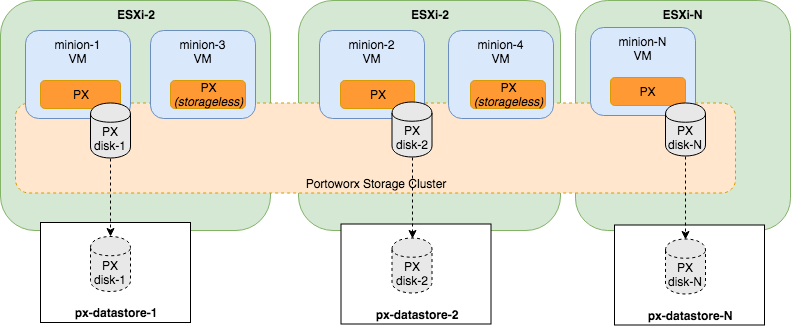 ESXi-2
ESXi-2
ESXi-N
minion-1
VM
minion-3
VM
minion-2
VM
minion-4
VM
minion-N
VM
PX
PX
(storageless)
PX
PX
(storageless)
PX
PX
disk-1
PX
disk-2
PX
disk-N
Portoworx Storage Cluster
PX
disk-1
PX
disk-2
PX
disk-N
px-datastore-1
px-datastore-2
px-datastore-N